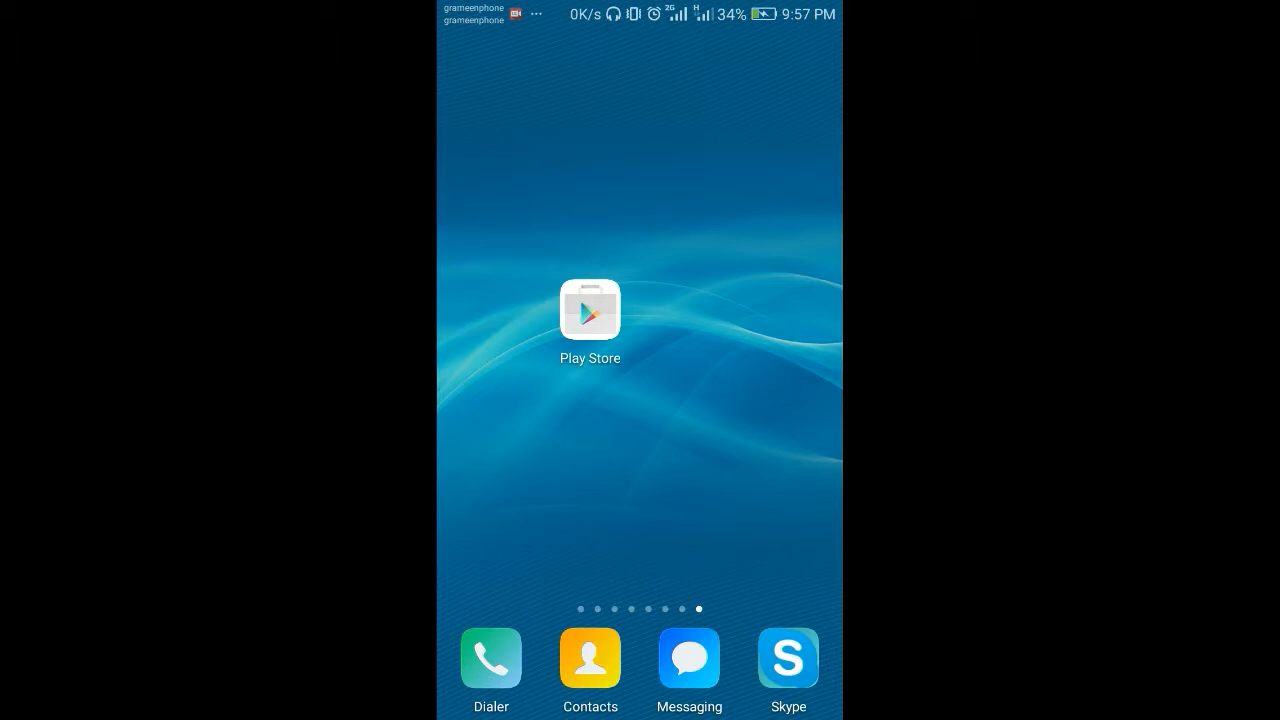 grameenphone
grameenphone
0K/s 2G H 34% 9:57 PM
Play Store
Dialer Contacts Messaging Skype